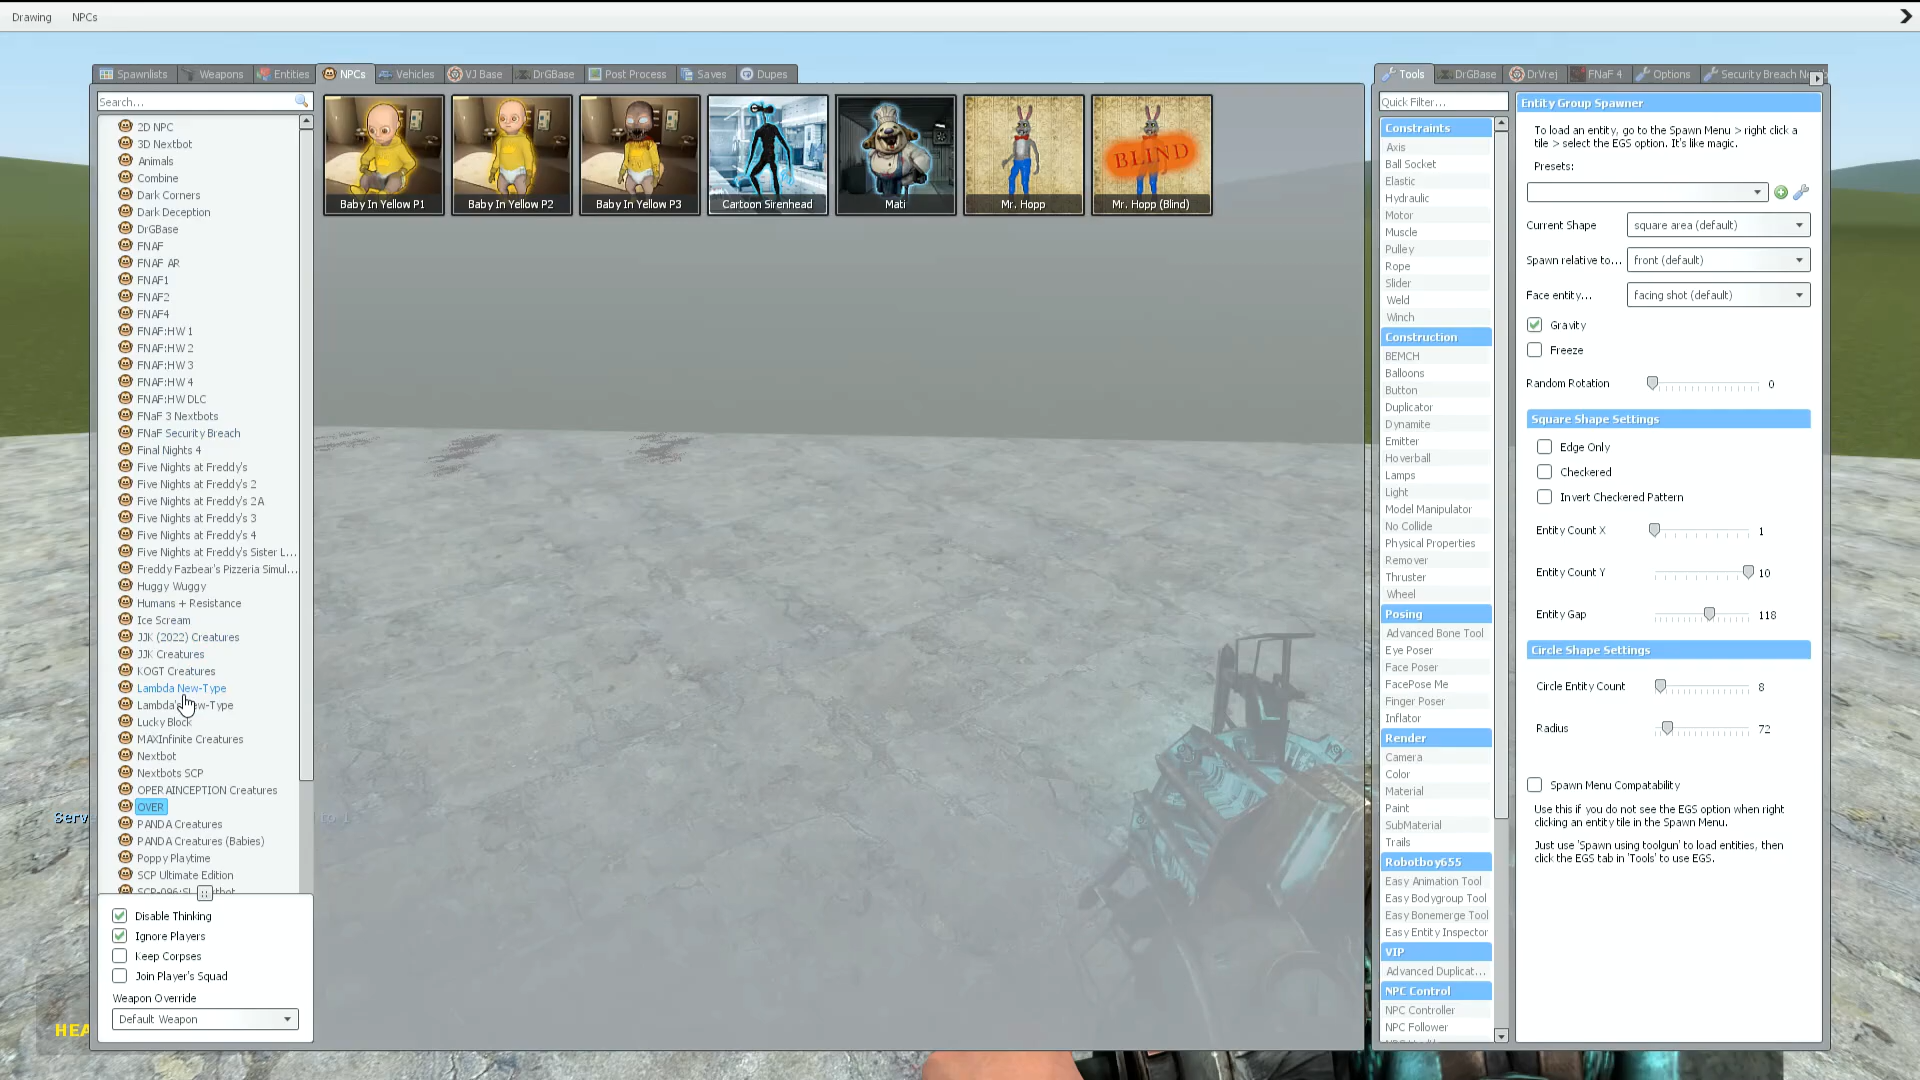 Drawing NPCs
Spawnlists Weapons Entities NPCs Vehicles VJ Base DrGBase Post Process Saves Dupes
Search...
2D NPC
3D Nextbot
Animals
Combine
Dark Corners
Dark Deception
DrGBase
FNAF
FNAF AR
FNAF1
FNAF2
FNAF4
FNAF:HW 1
FNAF:HW 2
FNAF:HW 3
FNAF:HW 4
FNAF:HW DLC
FNaF 3 Nextbots
FNaF Security Breach
Final Nights 4
Five Nights at Freddy's
Five Nights at Freddy's 2
Five Nights at Freddy's 2A
Five Nights at Freddy's 3
Five Nights at Freddy's 4
Five Nights at Freddy's Sister L...
Freddy Fazbear's Pizzeria Simul...
Huggy Wuggy
Humans + Resistance
Ice Scream
JJK (2022) Creatures
JJK Creatures
KOGT Creatures
Lambda New-Type
Lucky Block
MAXInfinite Creatures
Nextbot
Nextbots SCP
OPERAINCEPTION Creatures
OVER
PANDA Creatures
PANDA Creatures (Babies)
Poppy Playtime
SCP Ultimate Edition
Disable Thinking
Ignore Players
Keep Corpses
Join Player's Squad
Weapon Override
Default Weapon
Serv
to 1
HEA
Baby In Yellow P1
Baby In Yellow P2
Baby In Yellow P3
Cartoon Sirenhead
Mati
Mr. Hopp
BLIND
Mr. Hopp (Blind)
Tools DrGBase DrVrej FNaF 4 Options Security Breach
Quick Filter...
Constraints
Axis
Ball Socket
Elastic
Hydraulic
Motor
Muscle
Pulley
Rope
Slider
Weld
Winch
Construction
BEMCH
Balloons
Button
Duplicator
Dynamite
Emitter
Hoverball
Lamps
Light
Model Manipulator
No Collide
Physical Properties
Remover
Thruster
Wheel
Posing
Advanced Bone Tool
Eye Poser
Face Poser
FacePose Me
Finger Poser
Inflator
Render
Camera
Color
Material
Paint
SubMaterial
Trails
Robotboy655
Easy Animation Tool
Easy Bodygroup Tool
Easy Bonemerge Tool
Easy Entity Inspector
VIP
Advanced Duplicat...
NPC Control
NPC Controller
NPC Follower
Entity Group Spawner
To load an entity, go to the Spawn Menu > right click a
tile > select the EGS option. It's like magic.
Presets:
Current Shape square area (default)
Spawn relative to... front (default)
Face entity... facing shot (default)
Gravity
Freeze
Random Rotation 0
Square Shape Settings
Edge Only
Checkered
Invert Checkered Pattern
Entity Count X 1
Entity Count Y 10
Entity Gap 118
Circle Shape Settings
Circle Entity Count 8
Radius 72
Spawn Menu Compatability
Use this if you do not see the EGS option when right
clicking an entity tile in the Spawn Menu.
Just use 'Spawn using toolgun' to load entities, then
click the EGS tab in 'Tools' to use EGS.